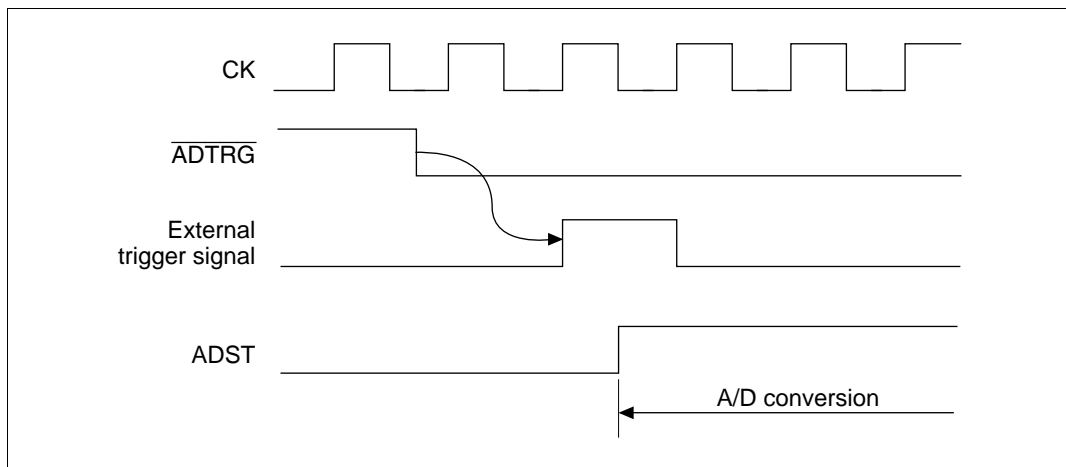 CK
ADTRG
External
trigger signal
ADST
A/D conversion